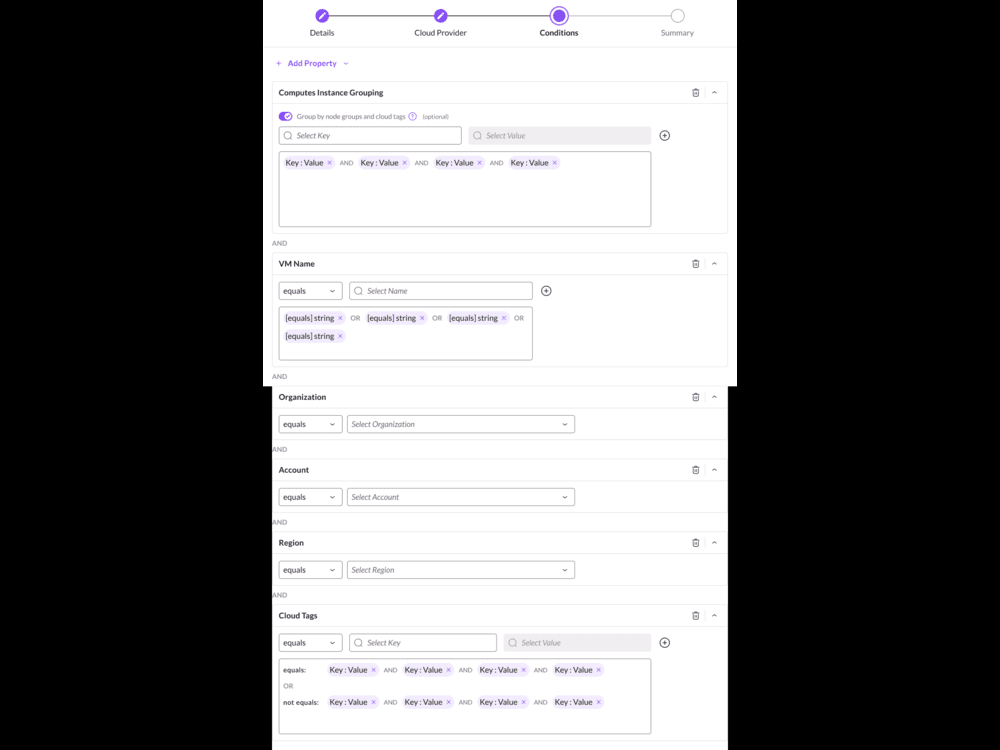 Details Cloud Provider Conditions Summary
+ Add Property
Computes Instance Grouping
Group by node groups and cloud tags ? (optional)
Select Key Select Value
Key : Value × AND Key : Value × AND Key : Value × AND Key : Value ×
AND
VM Name
equals Select Name
[equals] string × OR [equals] string × OR [equals] string × OR
[equals] string ×
AND
Organization
equals Select Organization
AND
Account
equals Select Account
AND
Region
equals Select Region
AND
Cloud Tags
equals Select Key Select Value
equals: Key : Value × AND Key : Value × AND Key : Value × AND Key : Value ×
OR
not equals: Key : Value × AND Key : Value × AND Key : Value × AND Key : Value ×